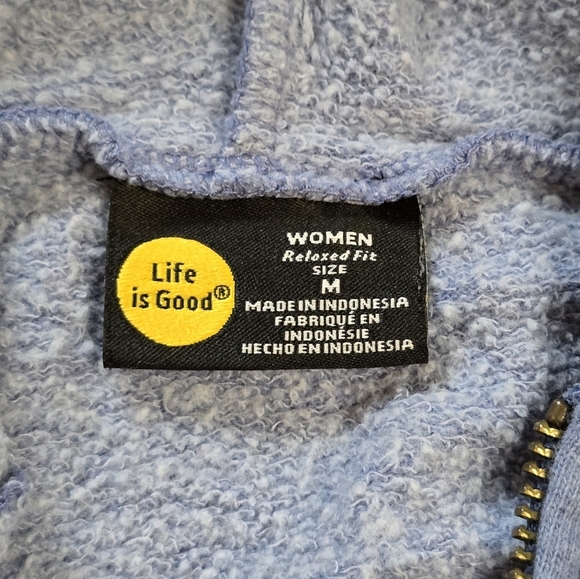 Life
is Good®
WOMEN
Relaxed Fit
SIZE
M
MADE IN INDONESIA
FABRIQUÉ EN
INDONÉSIE
HECHO EN INDONESIA